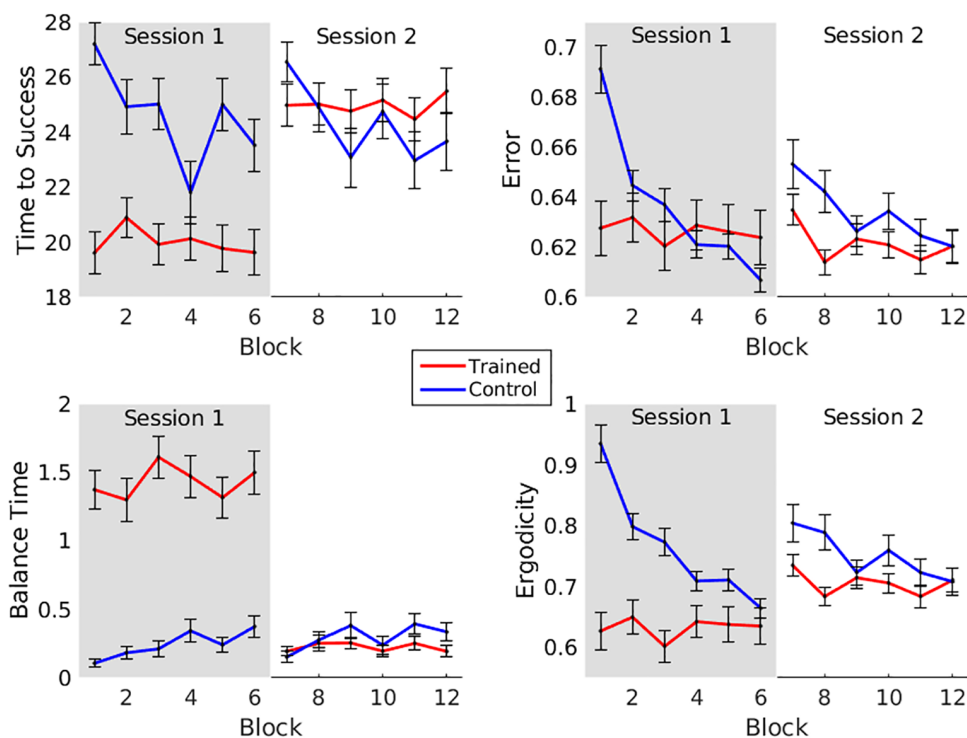 Session 1
Session 2
Time to Success
28
26
24
22
20
18
2
4
6
8
10
12
Block
Session 1
Session 2
Error
0.7
0.68
0.66
0.64
0.62
0.6
2
4
6
8
10
12
Block
Trained
Control
Session 1
Balance Time
2
1.5
1
0.5
0
2
4
6
8
10
12
Block
Session 1
Session 2
Ergodicity
1
0.9
0.8
0.7
0.6
2
4
6
8
10
12
Block